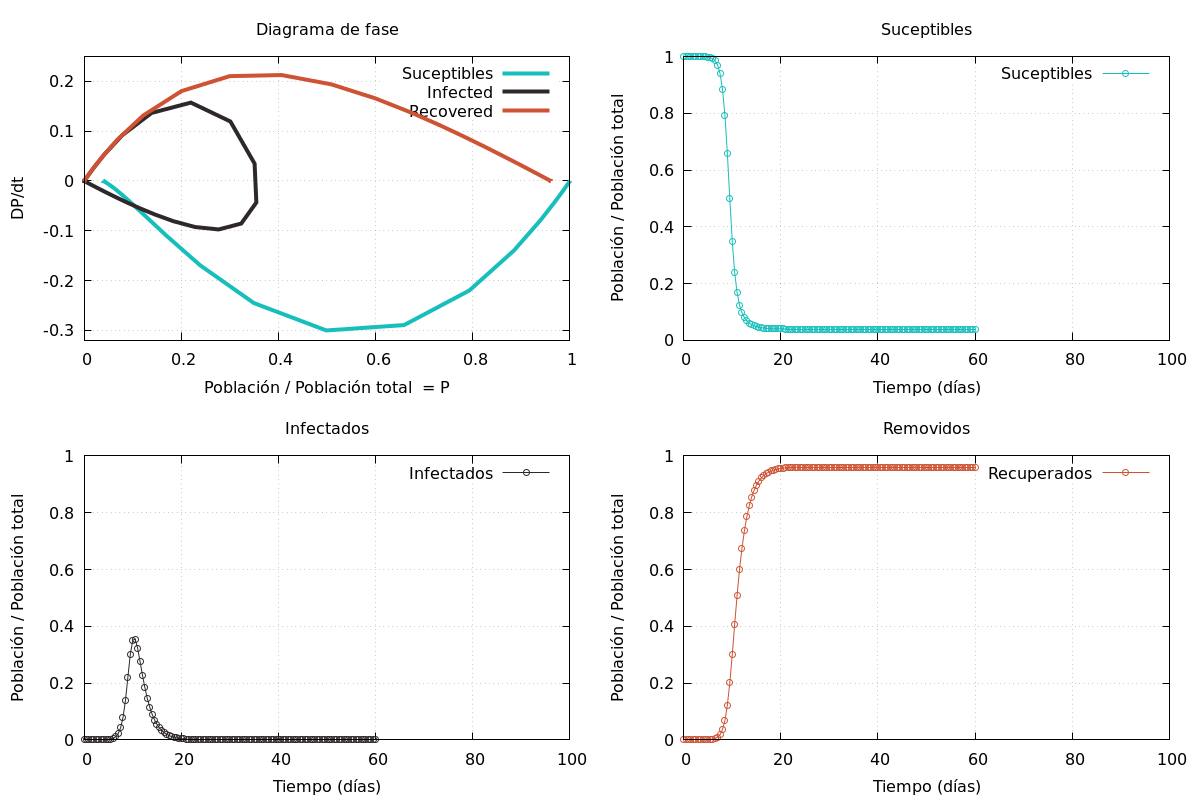 Diagrama de fase
DP/dt
0.2
0.1
0
-0.1
-0.2
-0.3
Suceptibles
Infected
Recovered
0 0.2 0.4 0.6 0.8 1
Población / Población total = P
Suceptibles
Población / Población total
1
0.8
0.6
0.4
0.2
0
Suceptibles
0 20 40 60 80 100
Tiempo (días)
Infectados
Población / Población total
1
0.8
0.6
0.4
0.2
0
Infectados
0 20 40 60 80 100
Tiempo (días)
Removidos
Población / Población total
1
0.8
0.6
0.4
0.2
0
Recuperados
0 20 40 60 80 100
Tiempo (días)